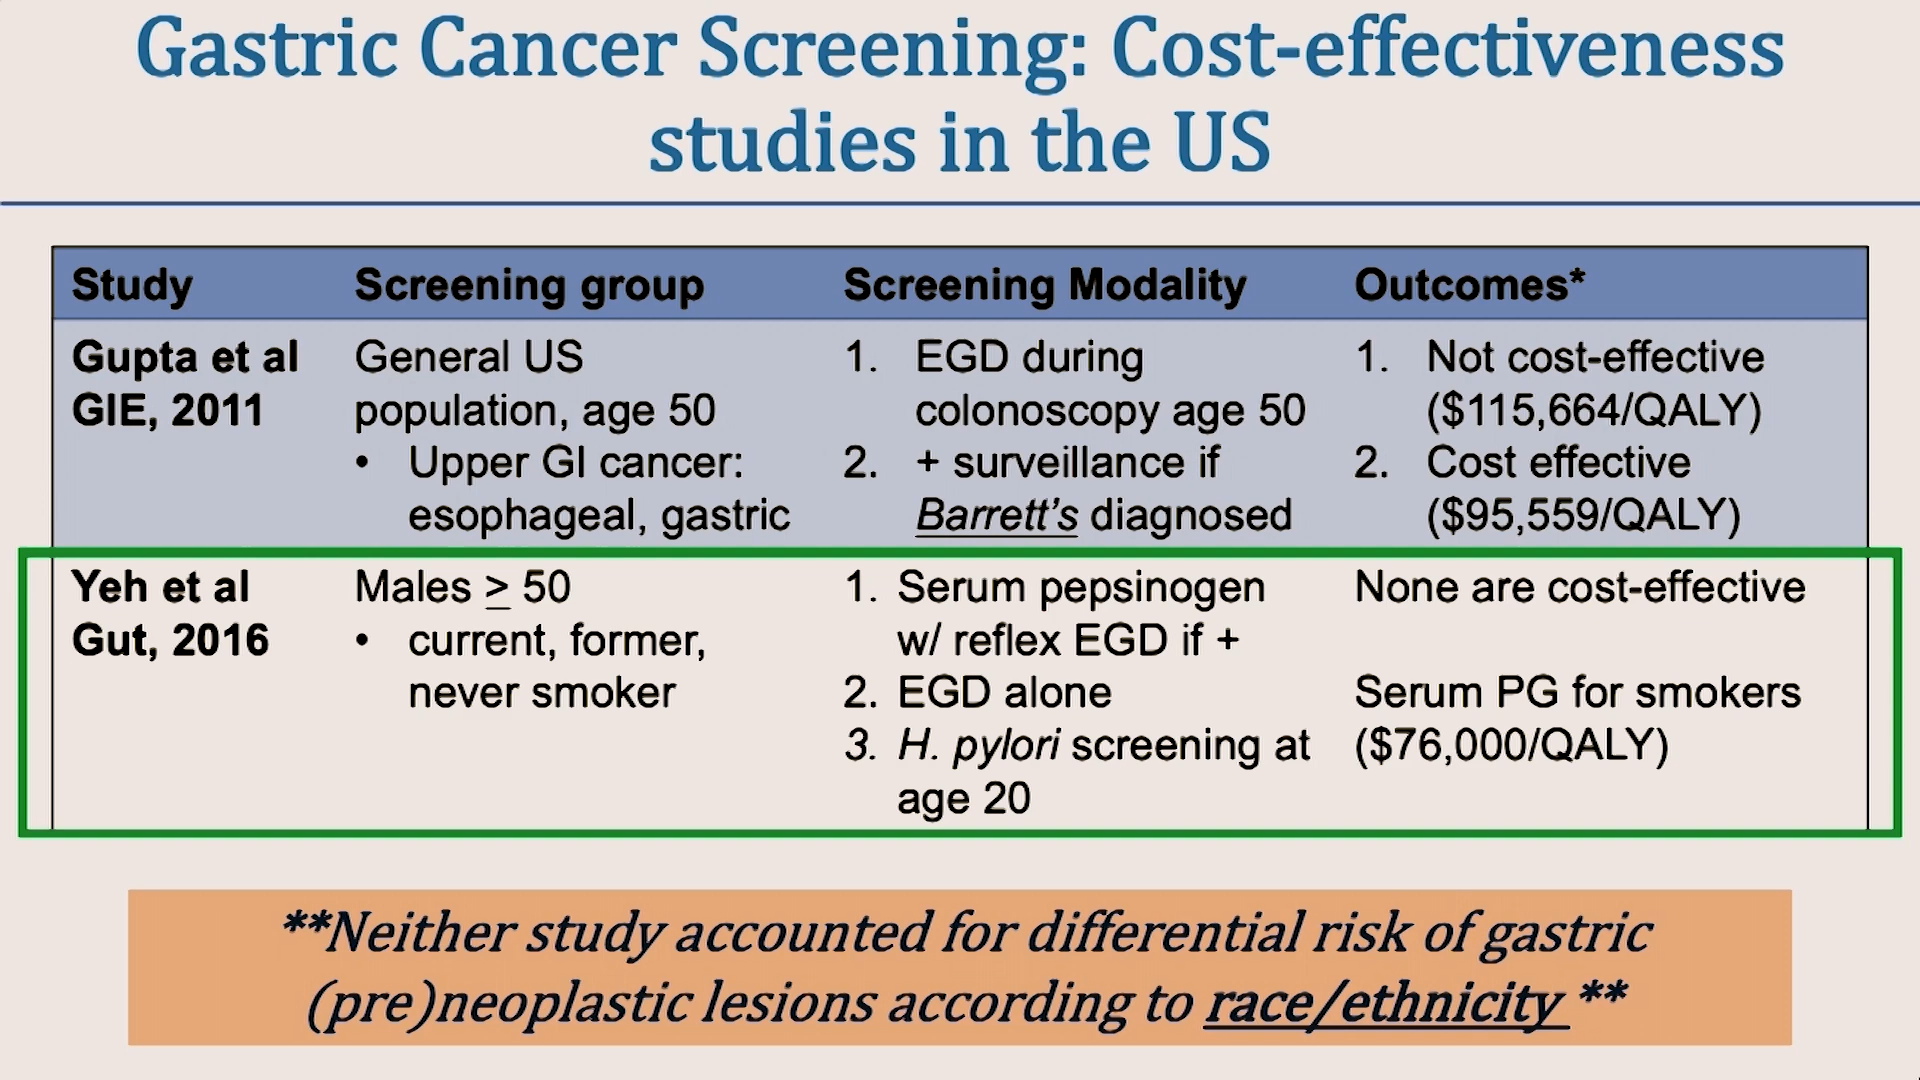 Gastric Cancer Screening: Cost-effectiveness
studies in the US
Study
Screening group
Screening Modality
Outcomes*
Gupta et al
GIE, 2011
General US
population, age 50
• Upper GI cancer:
esophageal, gastric
1. EGD during
colonoscopy age 50
2. + surveillance if
Barrett's diagnosed
1. Not cost-effective
($115,664/QALY)
2. Cost effective
($95,559/QALY)
Yeh et al
Gut, 2016
Males ≥ 50
• current, former,
never smoker
1. Serum pepsinogen
w/ reflex EGD if +
2. EGD alone
3. H. pylori screening at
age 20
None are cost-effective
Serum PG for smokers
($76,000/QALY)
**Neither study accounted for differential risk of gastric
(pre)neoplastic lesions according to race/ethnicity **